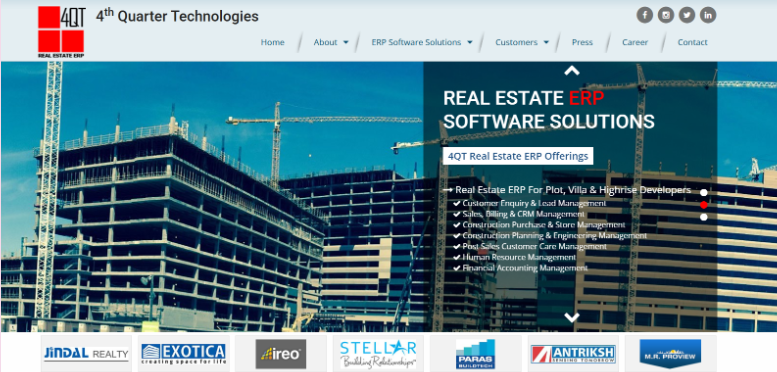 4QT
REAL ESTATE ERP
4th Quarter Technologies
Home
About
ERP Software Solutions
Customers
Press
Career
Contact
REAL ESTATE ERP
SOFTWARE SOLUTIONS
4QT Real Estate ERP Offerings
Real Estate ERP For Plot, Villa & Highrise Developers
Customer Enquiry & Lead Management
Sales, Billing & CRM Management
Construction Purchase & Store Management
Construction Planning & Engineering Management
Post Sales Customer Care Management
Human Resource Management
Financial Accounting Management
JINDAL REALTY
EXOTICA
creating space for life
ireo
STELLAR
Building Relationships
PARAS
BUILDTECH
ANTRIKSH
SENSING TOMORROW
M.R. PROVIEW